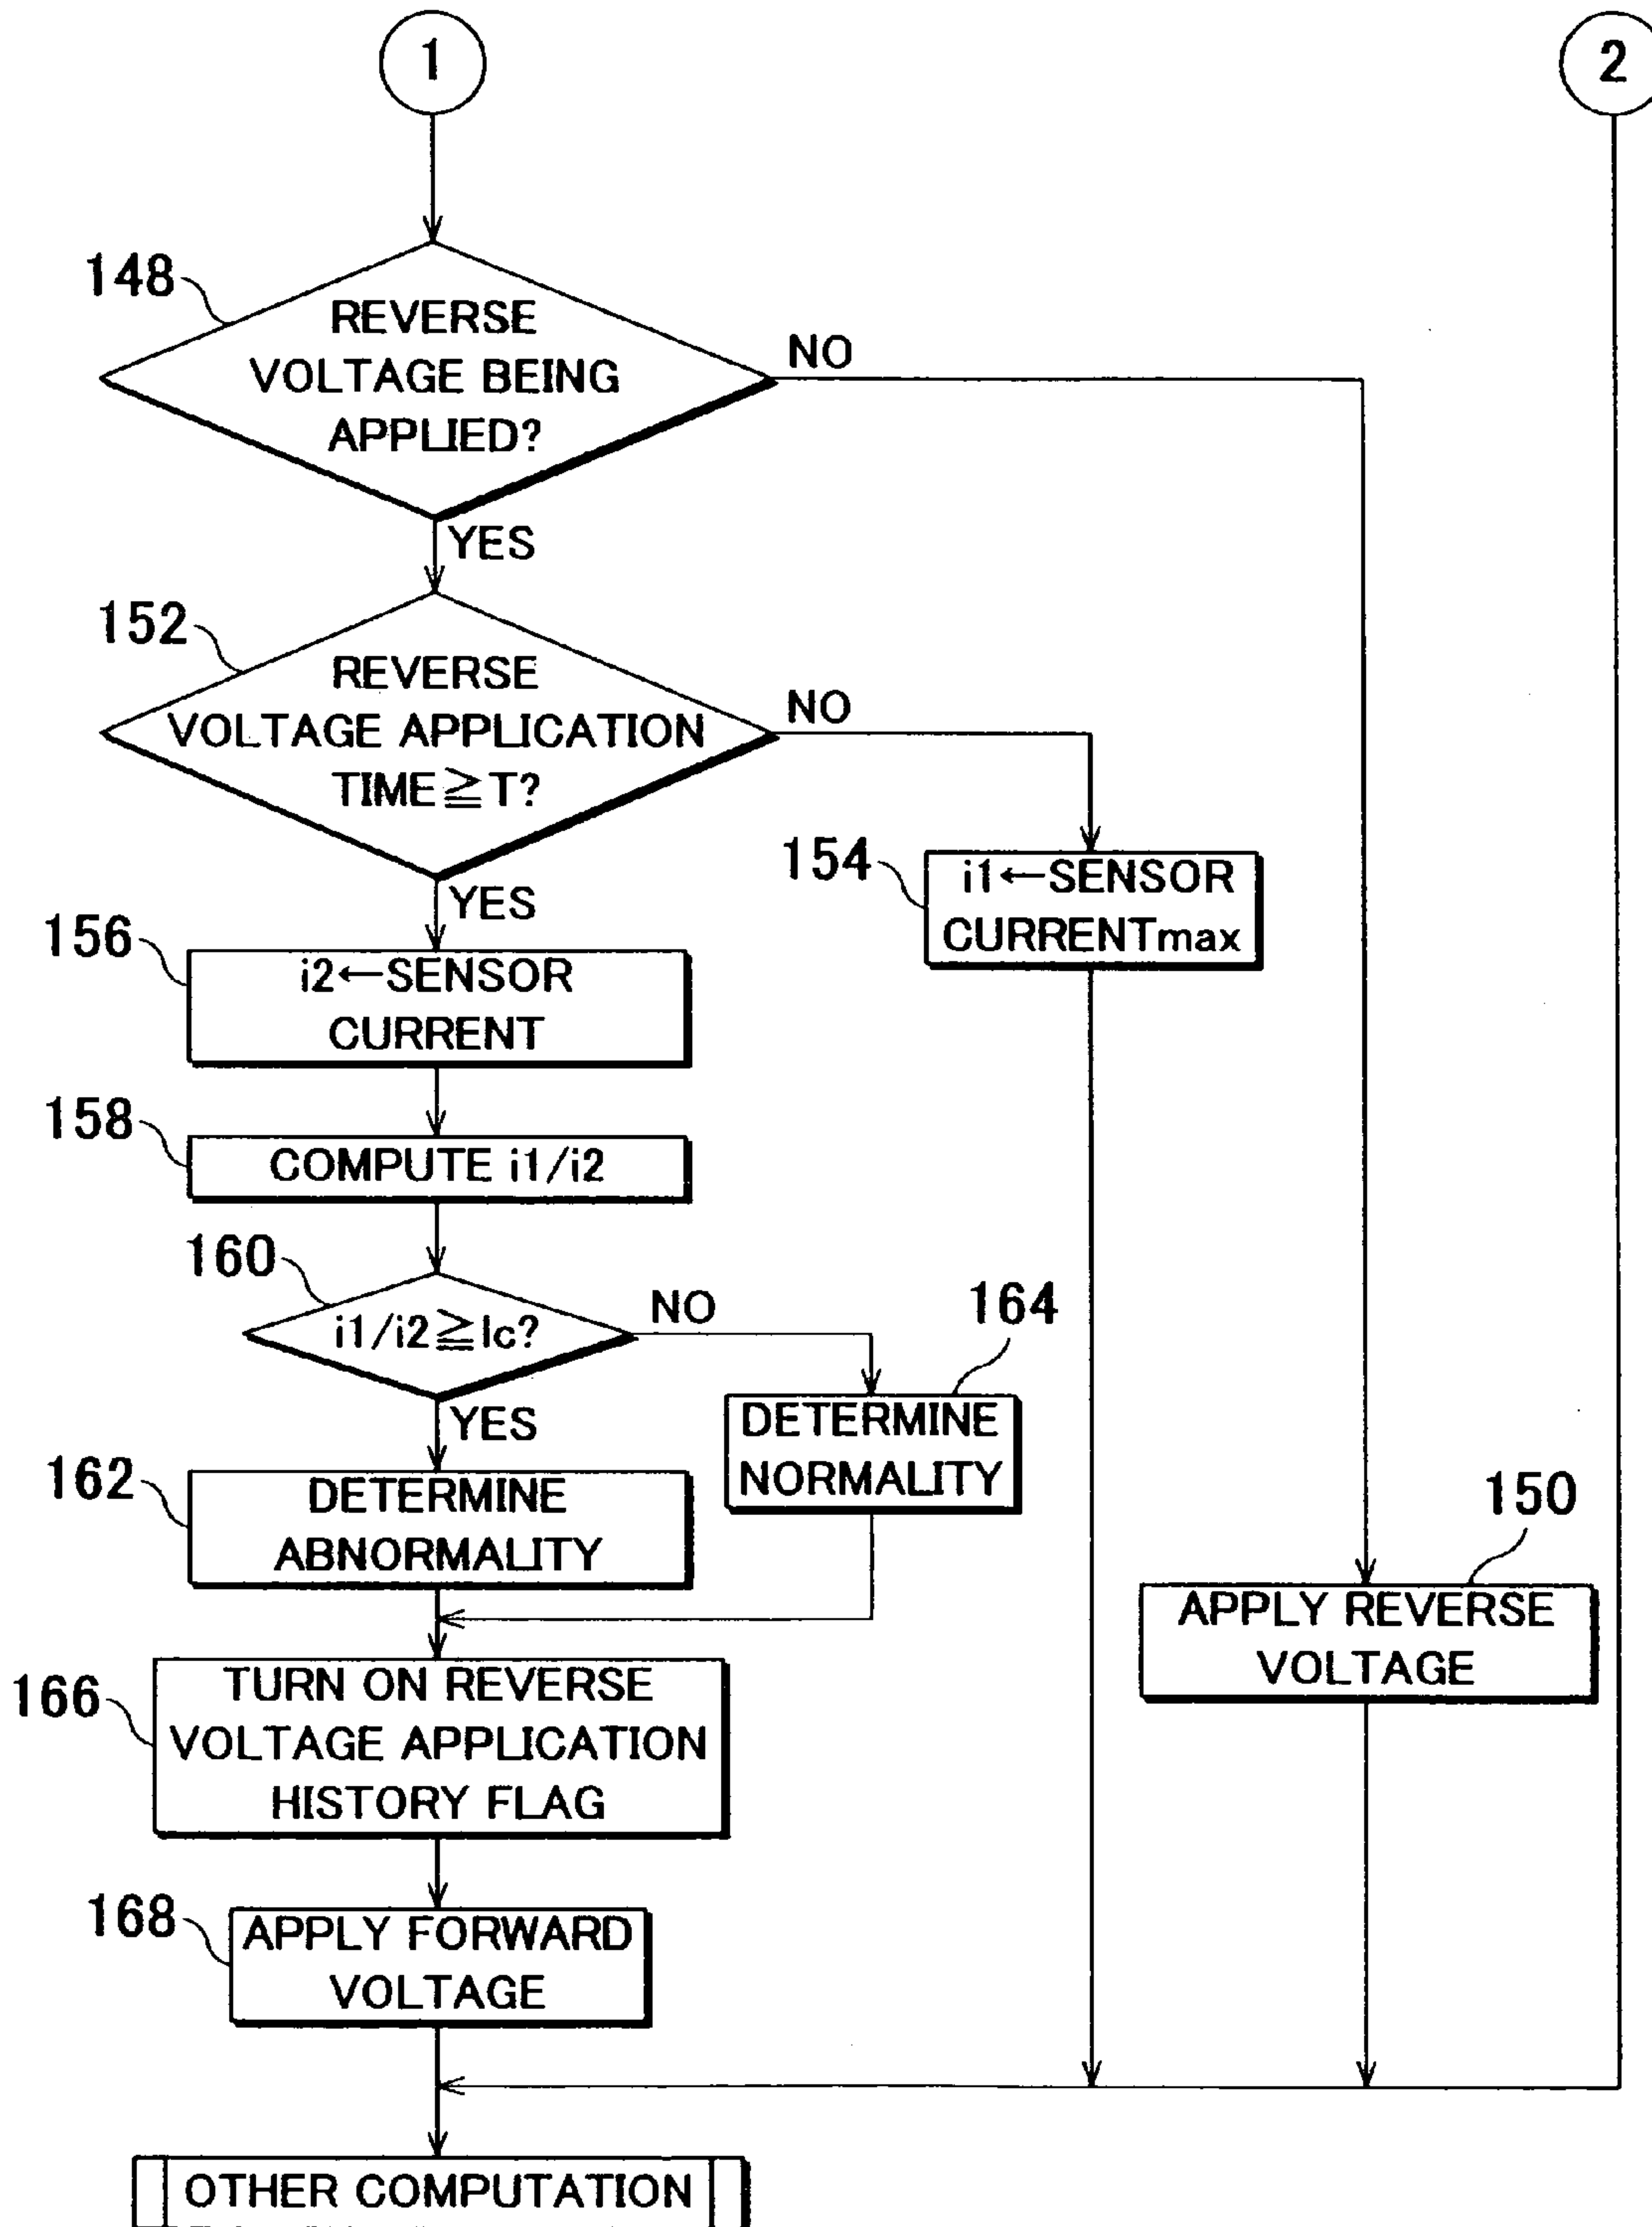 1
2
148
REVERSE
VOLTAGE BEING
APPLIED?
NO
YES
152
REVERSE
VOLTAGE APPLICATION
TIME≧T?
NO
YES
154
i1←SENSOR
CURRENTmax
156
i2←SENSOR
CURRENT
158
COMPUTE i1/i2
160
i1/i2≧Ic?
NO
YES
164
DETERMINE
NORMALITY
162
DETERMINE
ABNORMALITY
150
APPLY REVERSE
VOLTAGE
166
TURN ON REVERSE
VOLTAGE APPLICATION
HISTORY FLAG
168
APPLY FORWARD
VOLTAGE
OTHER COMPUTATION